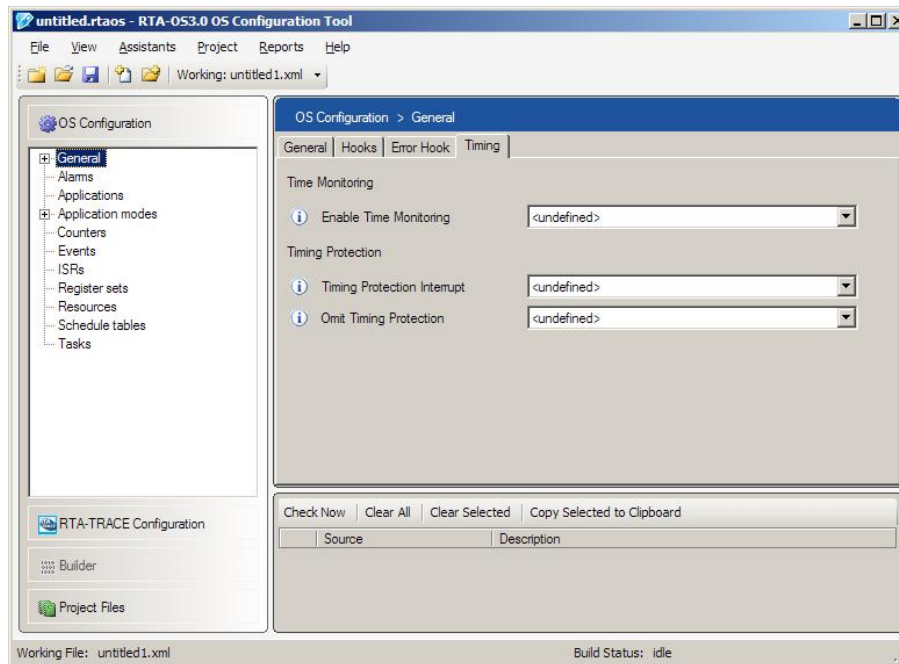 untitled.rtaos - RTA-OS3.0 OS Configuration Tool
File View Assistants Project Reports Help
Working: untitled1.xml
OS Configuration
General
Alarms
Applications
Application modes
Counters
Events
ISRs
Register sets
Resources
Schedule tables
Tasks
RTA-TRACE Configuration
Builder
Project Files
OS Configuration > General
General Hooks Error Hook Timing
Time Monitoring
Enable Time Monitoring <undefined>
Timing Protection
Timing Protection Interrupt <undefined>
Omit Timing Protection <undefined>
Check Now Clear All Clear Selected Copy Selected to Clipboard
Source Description
Working File: untitled1.xml Build Status: idle